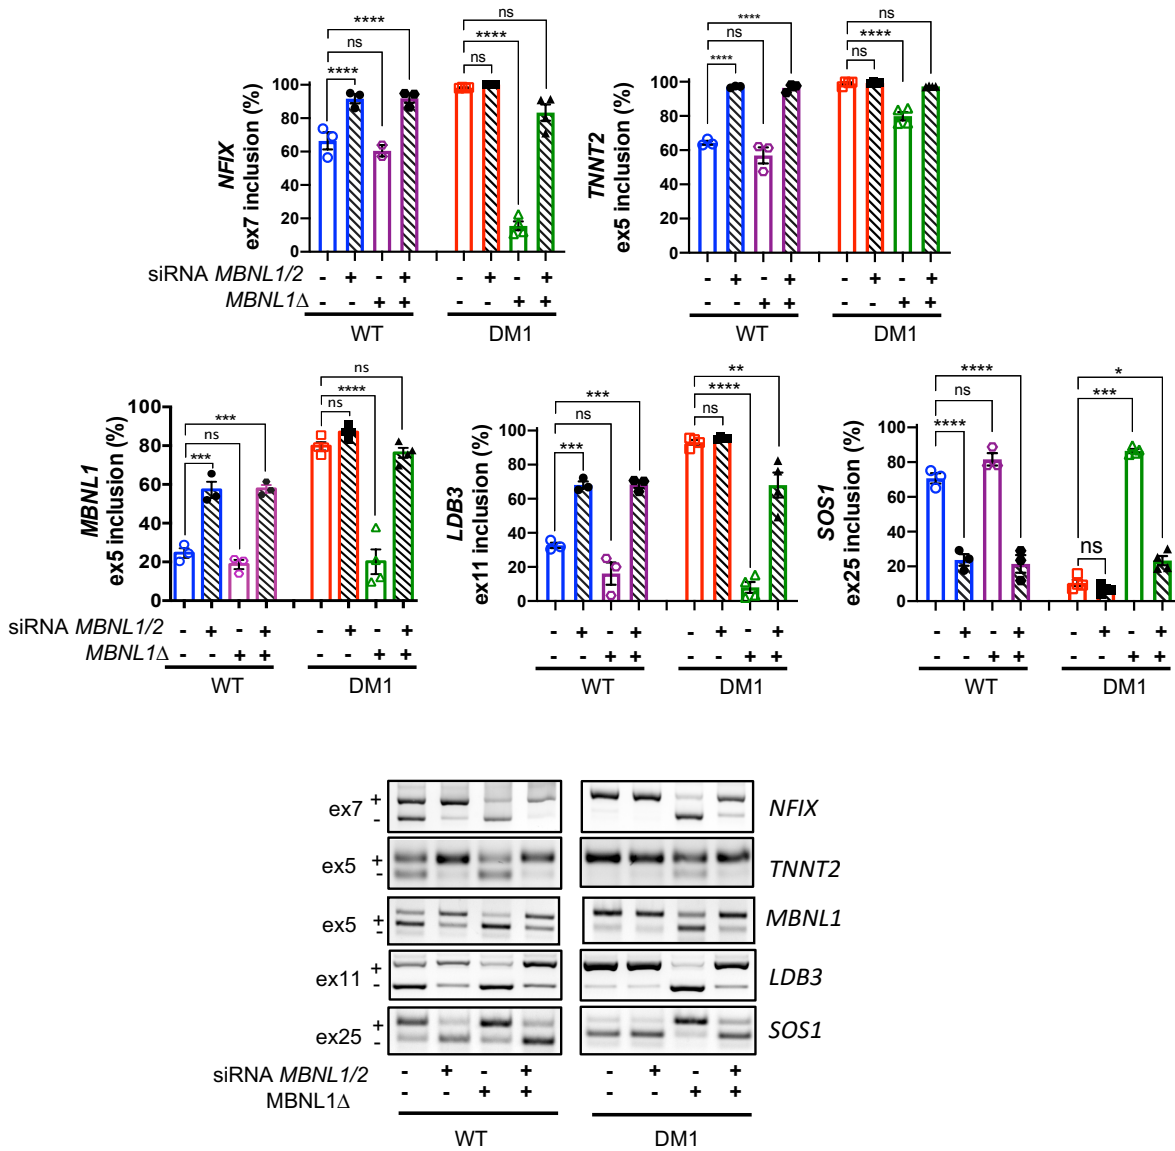 **** ns **** **** ns **** ns
NFIX ex7 inclusion (%)
100 80 60 40 20 0
siRNA MBNL1/2 - + - + - + - +
MBNL1Δ - - + + - - + +
WT DM1
**** ns **** ns **** ns
TNNT2 ex5 inclusion (%)
100 80 60 40 20 0
- + - + - + - +
- - + + - - + +
WT DM1
*** ns *** ns **** ns
MBNL1 ex5 inclusion (%)
100 80 60 40 20 0
siRNA MBNL1/2 - + - + - + - +
MBNL1Δ - - + + - - + +
WT DM1
*** ns *** ** **** ns
LDB3 ex11 inclusion (%)
100 80 60 40 20 0
- + - + - + - +
- - + + - - + +
WT DM1
**** ns **** * *** ns
SOS1 ex25 inclusion (%)
100 80 60 40 20 0
- + - + - + - +
- - + + - - + +
WT DM1
ex7 + - NFIX
ex5 + - TNNT2
ex5 + - MBNL1
ex11 + - LDB3
ex25 + - SOS1
siRNA MBNL1/2 - + - + - + - +
MBNL1Δ - - + + - - + +
WT DM1